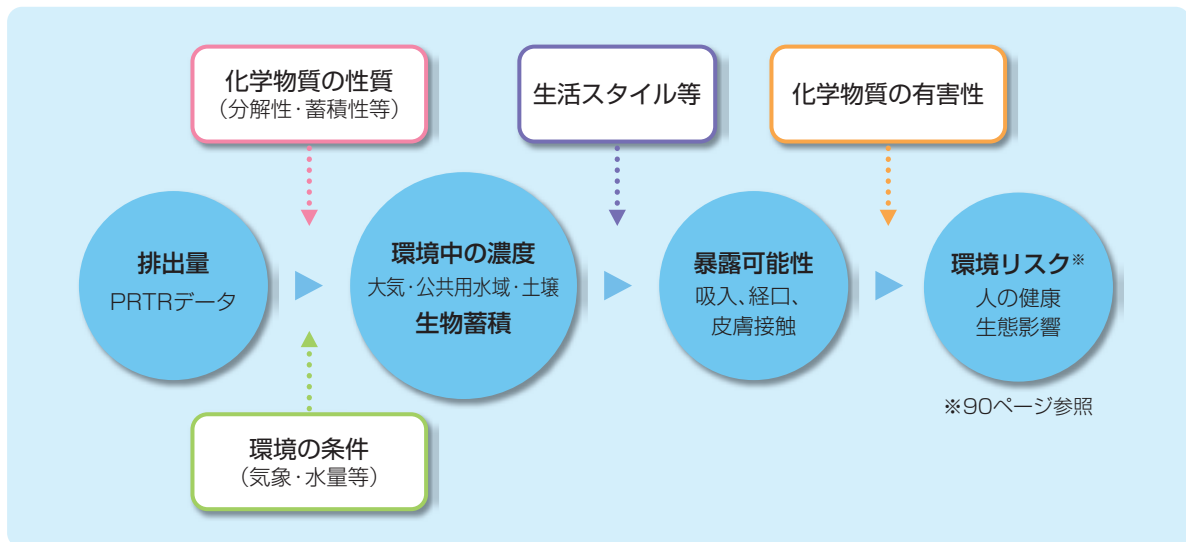 化学物質の性質
（分解性・蓄積性等）
生活スタイル等
化学物質の有害性
排出量
PRTRデータ
環境中の濃度
大気・公共用水域・土壌
生物蓄積
暴露可能性
吸入、経口、
皮膚接触
環境リスク※
人の健康
生態影響
※90ページ参照
環境の条件
（気象・水量等）